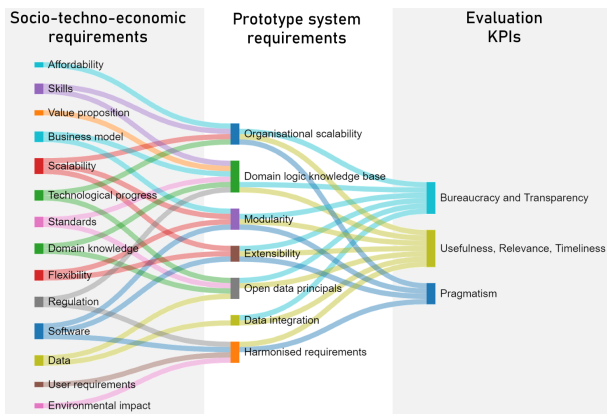 Socio-techno-economic
requirements
Affordability
Skills
Value proposition
Business model
Scalability
Technological progress
Standards
Domain knowledge
Flexibility
Regulation
Software
Data
User requirements
Environmental impact
Prototype system
requirements
Organisational scalability
Domain logic knowledge base
Modularity
Extensibility
Open data principals
Data integration
Harmonised requirements
Evaluation
KPIs
Bureaucracy and Transparency
Usefulness, Relevance, Timeliness
Pragmatism